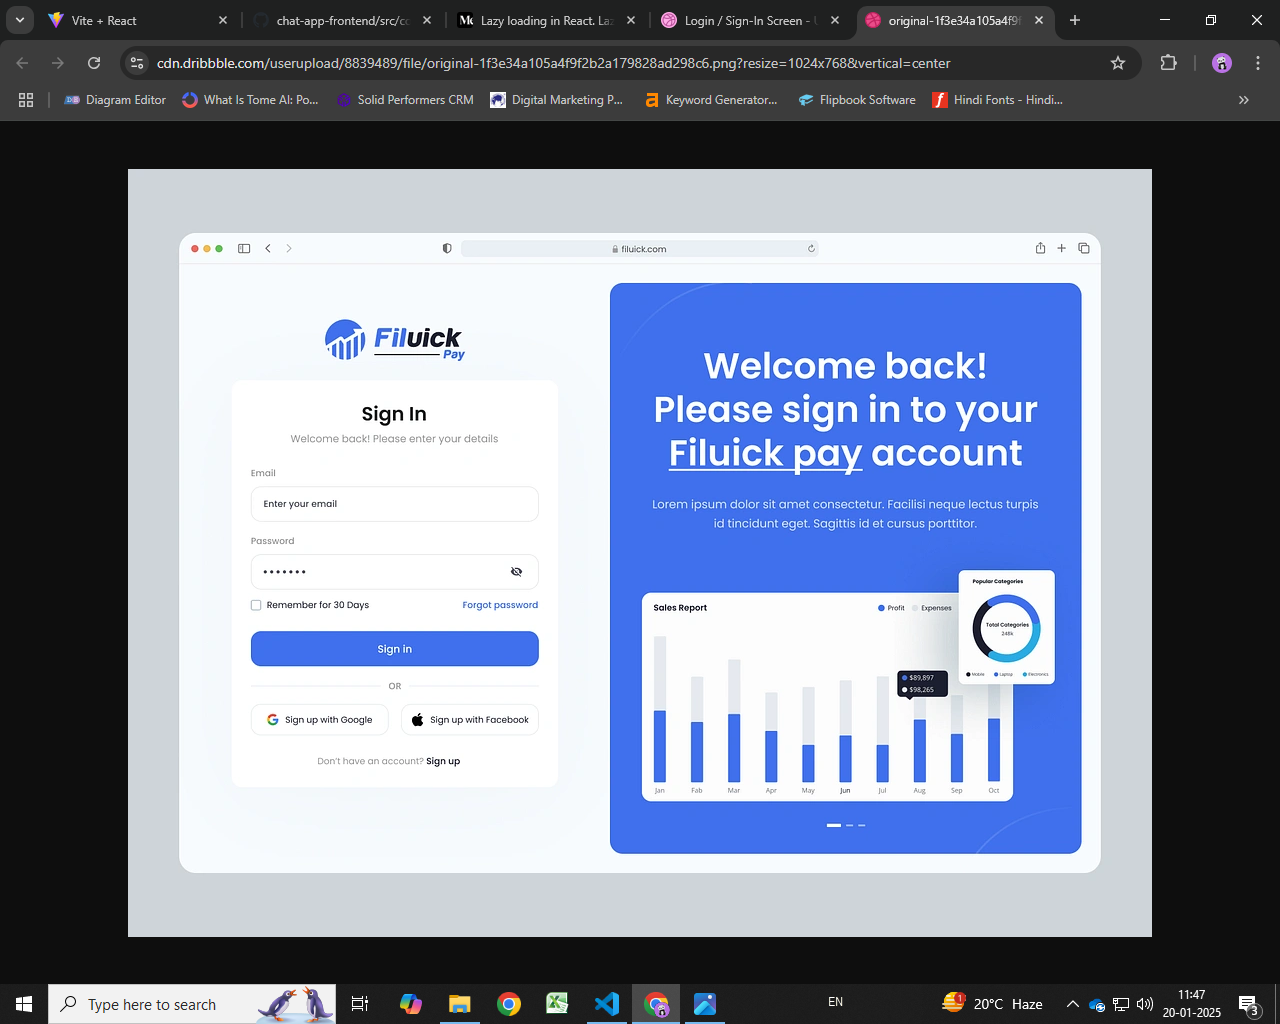 Vite + React
chat-app-frontend/src/cc
Lazy loading in React. La
Login / Sign-In Screen -
original-1f3e34a105a4f9f
cdn.dribbble.com/userupload/8839489/file/original-1f3e34a105a4f9f2b2a179828ad298c6.png?resize=1024x768&vertical=center
Diagram Editor
What Is Tome AI: Po...
Solid Performers CRM
Digital Marketing P...
Keyword Generator...
Flipbook Software
Hindi Fonts - Hindi...
filuick.com
Filuick
Pay
Sign In
Welcome back! Please enter your details
Email
Enter your email
Password
Remember for 30 Days
Forgot password
Sign in
OR
Sign up with Google
Sign up with Facebook
Don't have an account? Sign up
Welcome back!
Please sign in to your
Filuick pay account
Lorem ipsum dolor sit amet consectetur. Facilisi neque lectus turpis
id tincidunt eget. Sagittis id et cursus porttitor.
Sales Report
Profit
Expenses
Popular Categories
Total Categories
248k
Mobile
Laptop
Electronics
$89,897
$98,265
Jan
Fab
Mar
Apr
May
Jun
Jul
Aug
Sep
Oct
Type here to search
EN
1
20°C Haze
11:47
20-01-2025
3